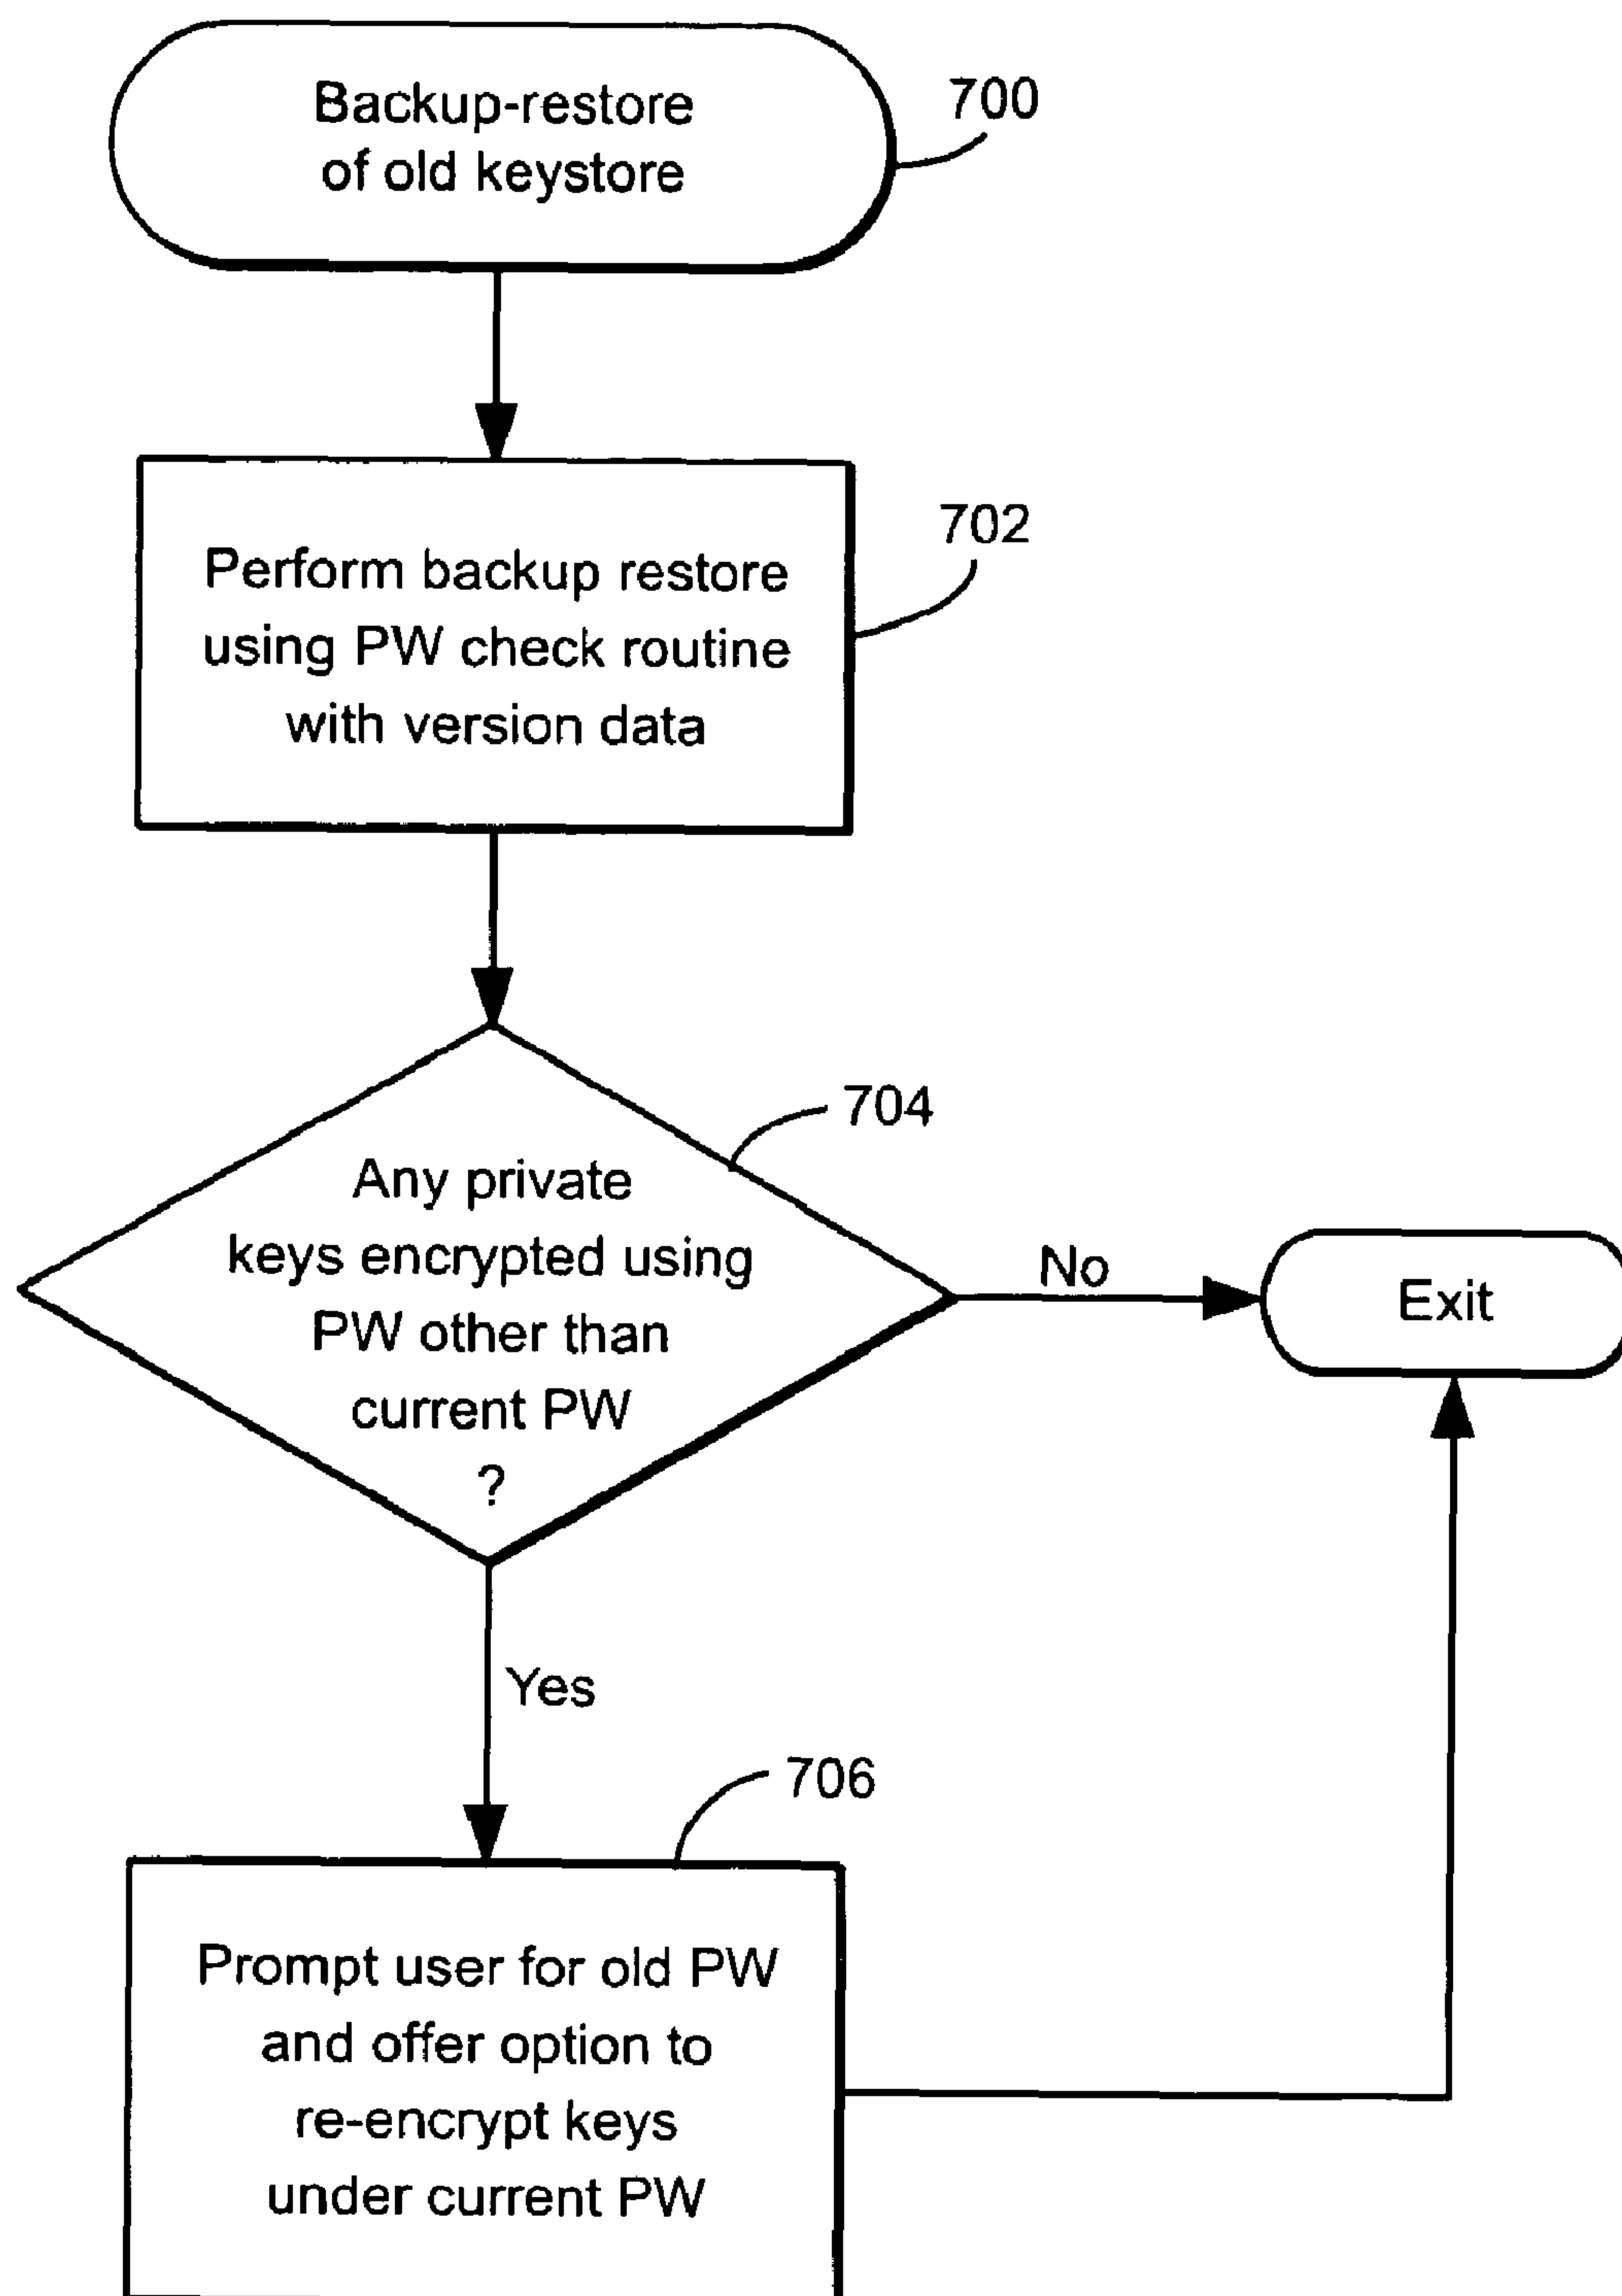 Backup-restore
of old keystore
700
Perform backup restore
using PW check routine
with version data
702
704
Any private
keys encrypted using
PW other than
current PW
?
No
Exit
Yes
706
Prompt user for old PW
and offer option to
re-encrypt keys
under current PW